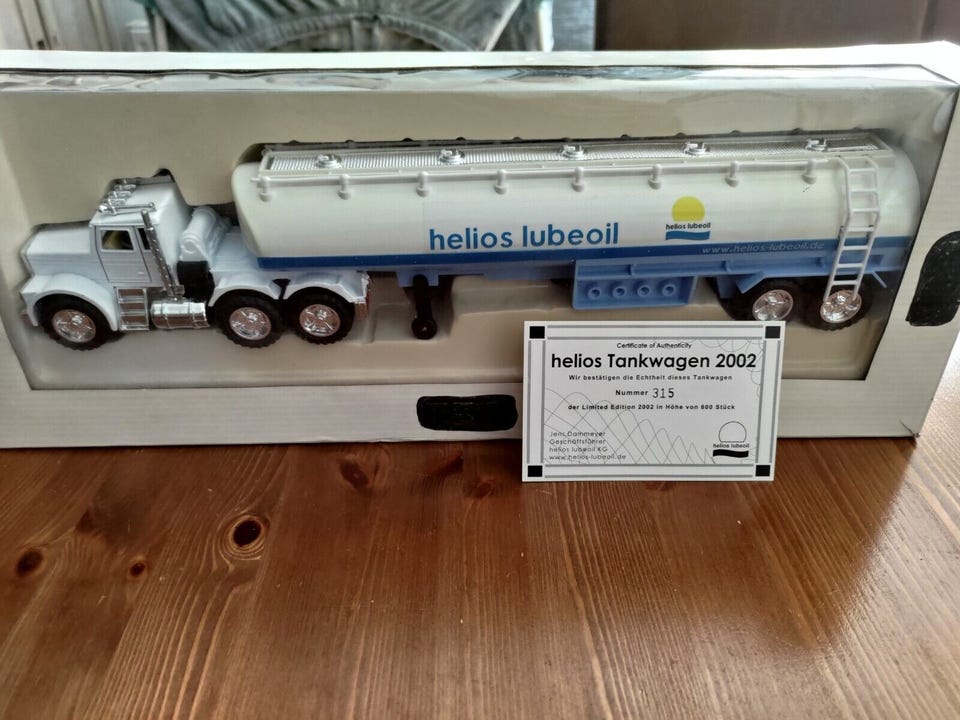 helios lubeoil
helios lubeoil
www.helios-lubeoil.de
Certificate of Authenticity
helios Tankwagen 2002
Wir bestätigen die Echtheit dieses Tankwagen
Nummer 315
der Limited Edition 2002 in Höhe von 600 Stück
Jens Dammeyer
Geschäftsführer
helios lubeoil KG
www.helios-lubeoil.de
helios lubeoil